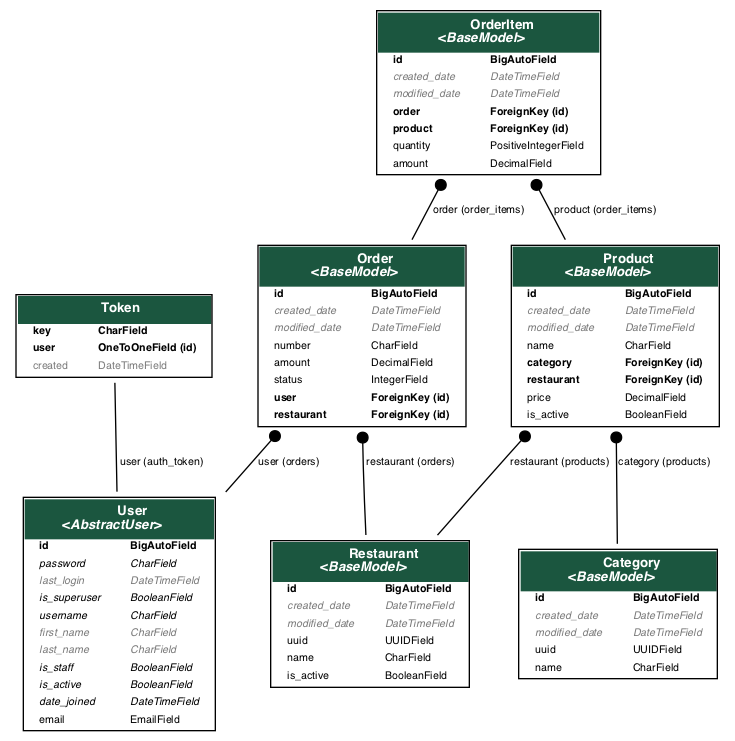 OrderItem
<BaseModel>
id BigAutoField
created_date DateTimeField
modified_date DateTimeField
order ForeignKey (id)
product ForeignKey (id)
quantity PositiveIntegerField
amount DecimalField
order (order_items)
product (order_items)
Order
<BaseModel>
id BigAutoField
created_date DateTimeField
modified_date DateTimeField
number CharField
amount DecimalField
status IntegerField
user ForeignKey (id)
restaurant ForeignKey (id)
Product
<BaseModel>
id BigAutoField
created_date DateTimeField
modified_date DateTimeField
name CharField
category ForeignKey (id)
restaurant ForeignKey (id)
price DecimalField
is_active BooleanField
Token
key CharField
user OneToOneField (id)
created DateTimeField
user (auth_token)
user (orders)
restaurant (orders)
restaurant (products)
category (products)
User
<AbstractUser>
id BigAutoField
password CharField
last_login DateTimeField
is_superuser BooleanField
username CharField
first_name CharField
last_name CharField
is_staff BooleanField
is_active BooleanField
date_joined DateTimeField
email EmailField
Restaurant
<BaseModel>
id BigAutoField
created_date DateTimeField
modified_date DateTimeField
uuid UUIDField
name CharField
is_active BooleanField
Category
<BaseModel>
id BigAutoField
created_date DateTimeField
modified_date DateTimeField
uuid UUIDField
name CharField